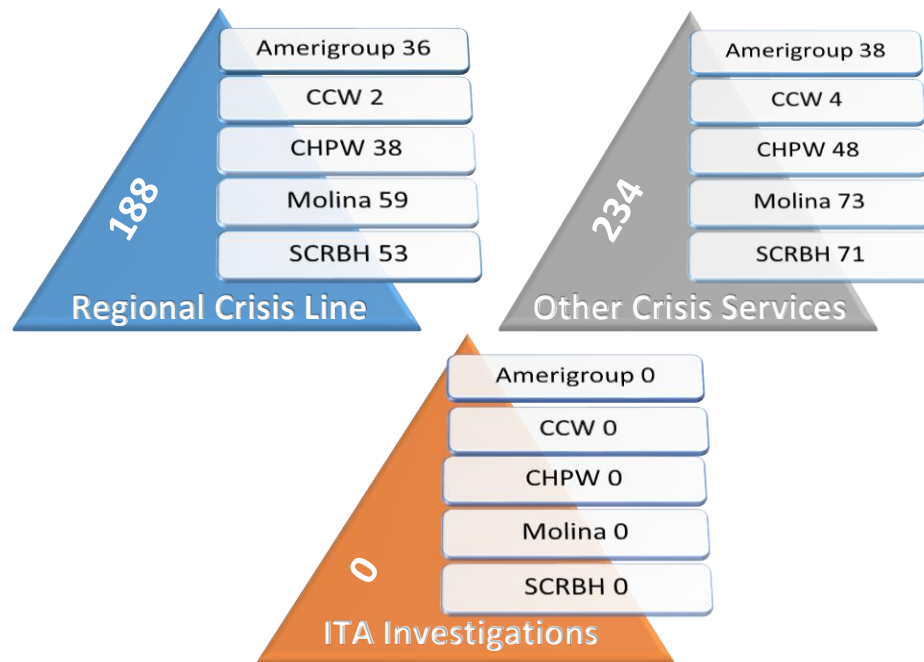 Amerigroup 36
CCW 2
CHPW 38
Molina 59
SCRBH 53
188
Regional Crisis Line
Amerigroup 38
CCW 4
CHPW 48
Molina 73
SCRBH 71
234
Other Crisis Services
Amerigroup 0
CCW 0
CHPW 0
Molina 0
SCRBH 0
0
ITA Investigations